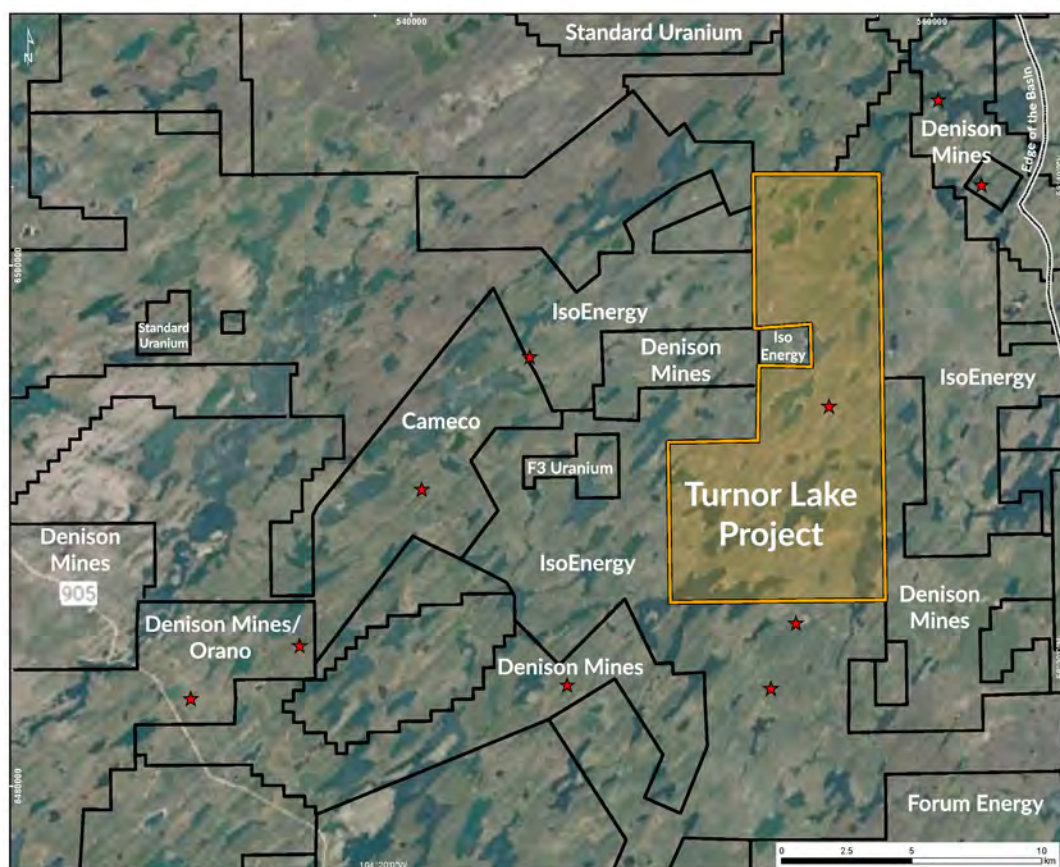 540000
560000
N
Standard Uranium
Edge of the Basin
Denison
Mines
6500000
IsoEnergy
Standard
Uranium
Denison
Mines
Iso
Energy
IsoEnergy
Cameco
F3 Uranium
Turnor Lake
Project
Denison
Mines
905
IsoEnergy
Denison
Mines
Denison Mines/
Orano
Denison Mines
6480000
Forum Energy
0 2.5 5 10
km